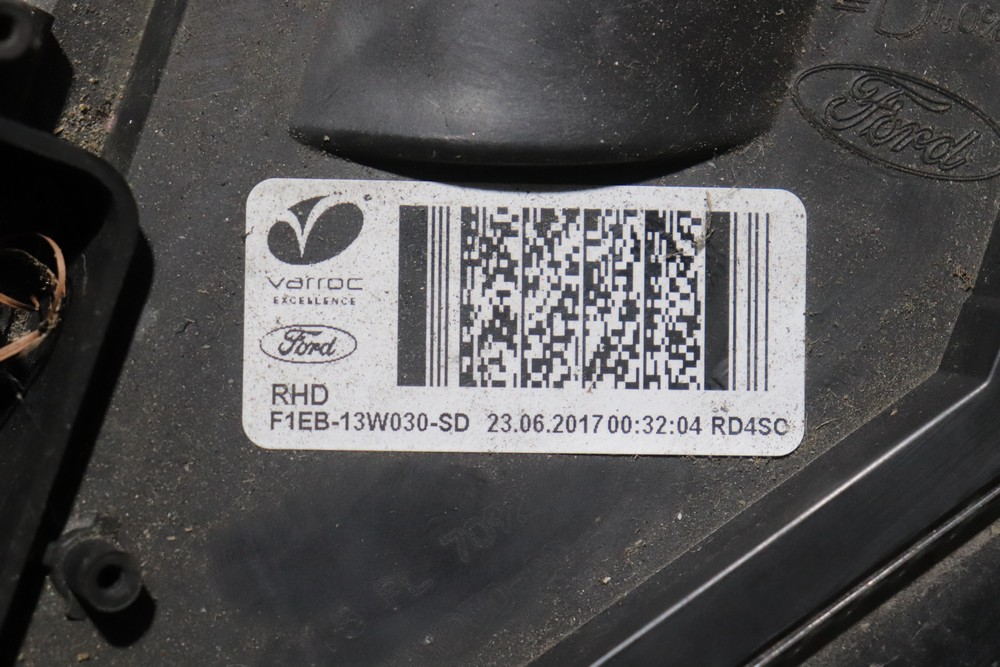 Ford
varroc
EXCELLENCE
Ford
RHD
F1EB-13W030-SD 23.06.2017 00:32:04 RD4SC